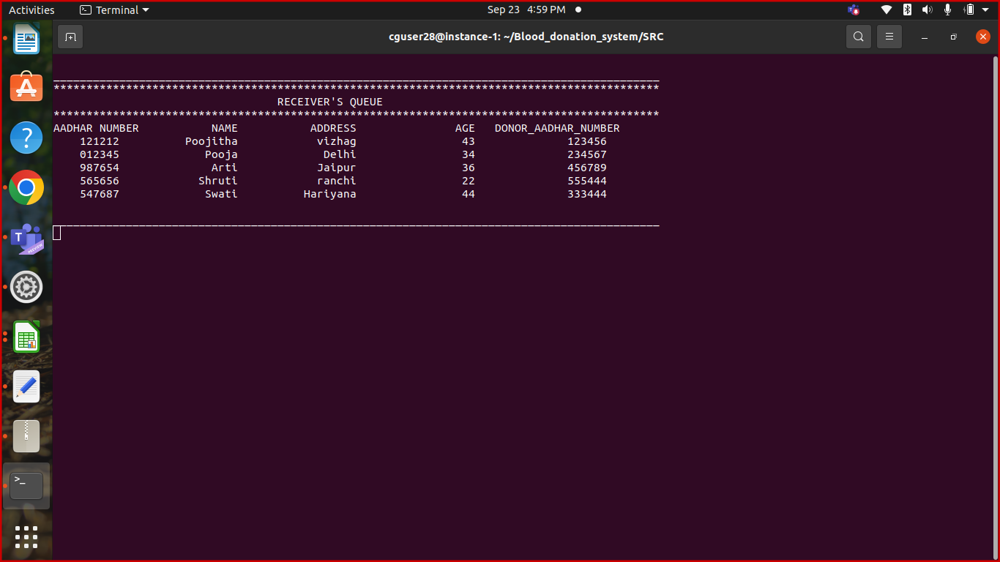 Activities Terminal Sep 23 4:59 PM
cguser28@instance-1: ~/Blood_donation_system/SRC
____________________________________________________________________________________________
********************************************************************************************
RECEIVER'S QUEUE
********************************************************************************************
AADHAR NUMBER NAME ADDRESS AGE DONOR_AADHAR_NUMBER
121212 Poojitha vizhag 43 123456
012345 Pooja Delhi 34 234567
987654 Arti Jaipur 36 456789
565656 Shruti ranchi 22 555444
547687 Swati Hariyana 44 333444
____________________________________________________________________________________________